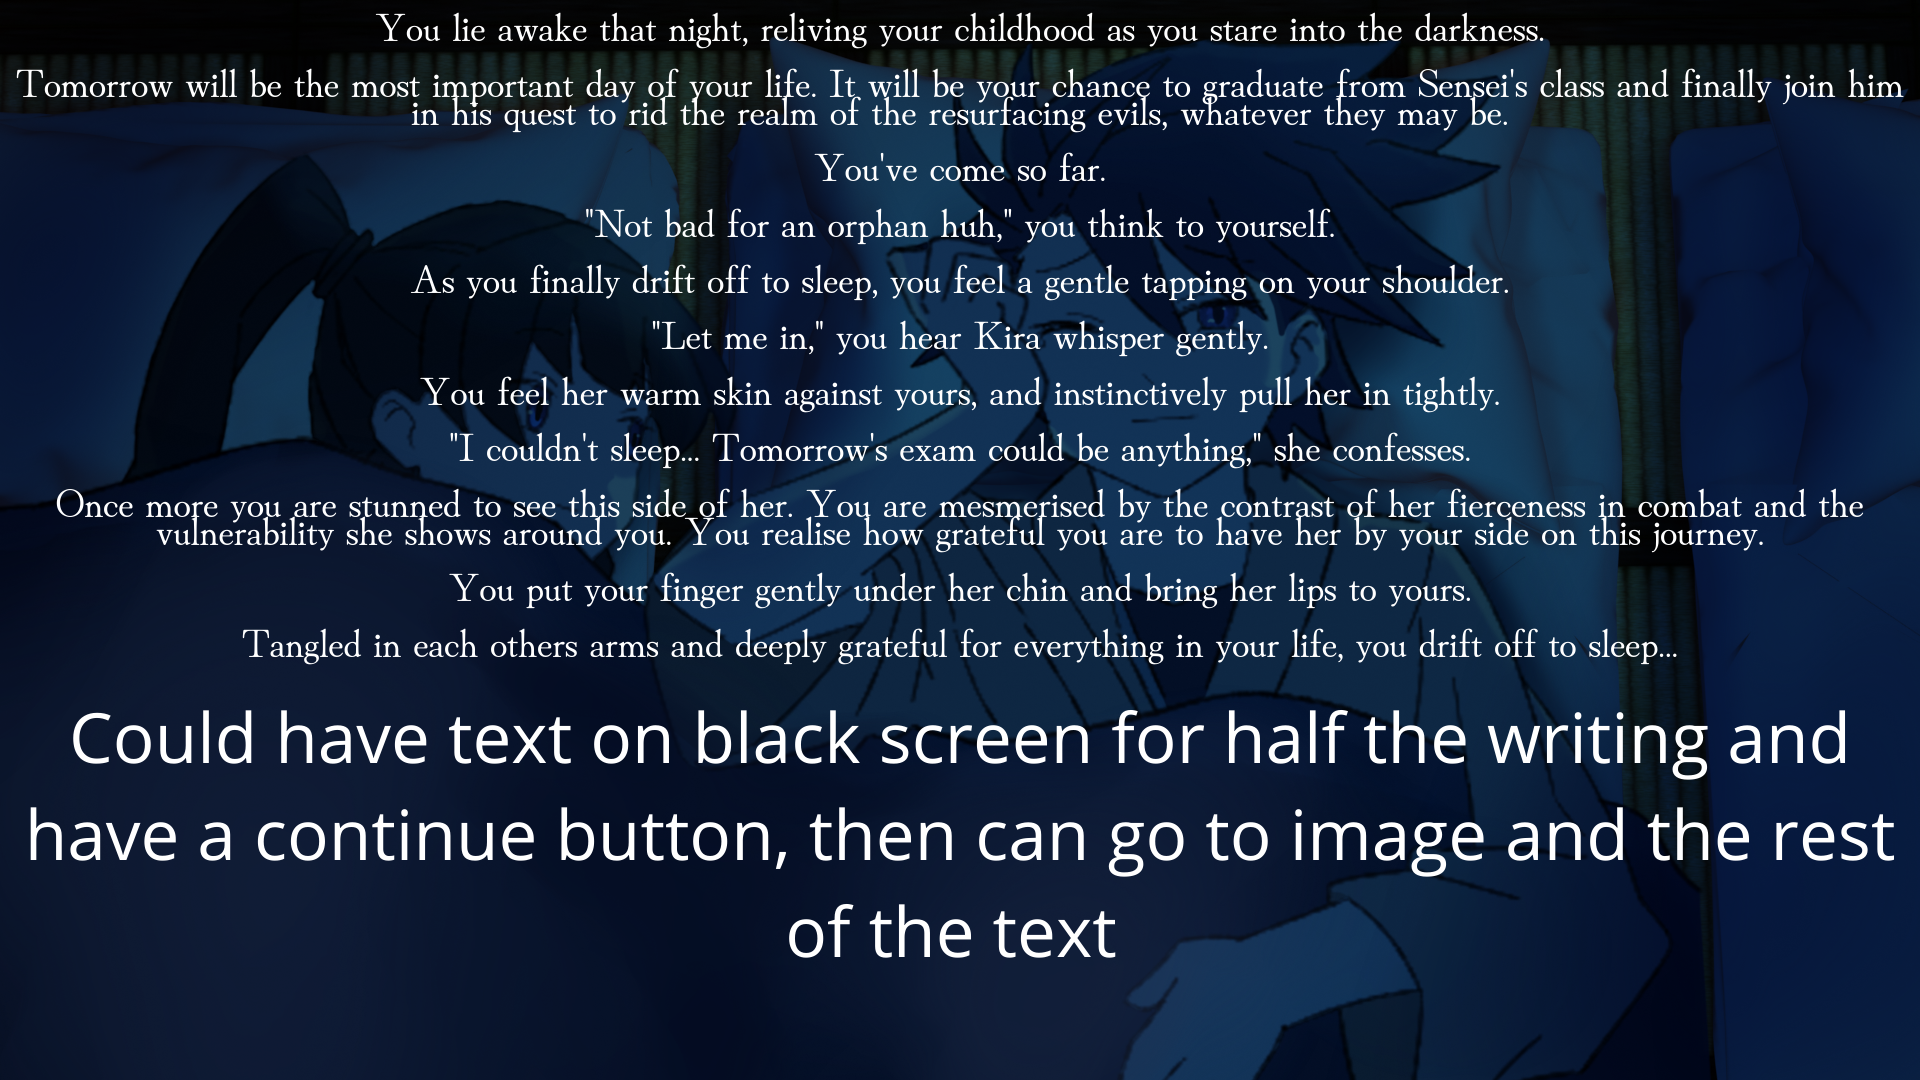 You lie awake that night, reliving your childhood as you stare into the darkness.
Tomorrow will be the most important day of your life. It will be your chance to graduate from Sensei's class and finally join him
in his quest to rid the realm of the resurfacing evils, whatever they may be.
You've come so far.
"Not bad for an orphan huh," you think to yourself.
As you finally drift off to sleep, you feel a gentle tapping on your shoulder.
"Let me in," you hear Kira whisper gently.
You feel her warm skin against yours, and instinctively pull her in tightly.
"I couldn't sleep... Tomorrow's exam could be anything," she confesses.
Once more you are stunned to see this side of her. You are mesmerised by the contrast of her fierceness in combat and the
vulnerability she shows around you. You realise how grateful you are to have her by your side on this journey.
You put your finger gently under her chin and bring her lips to yours.
Tangled in each others arms and deeply grateful for everything in your life, you drift off to sleep...
Could have text on black screen for half the writing and
have a continue button, then can go to image and the rest
of the text